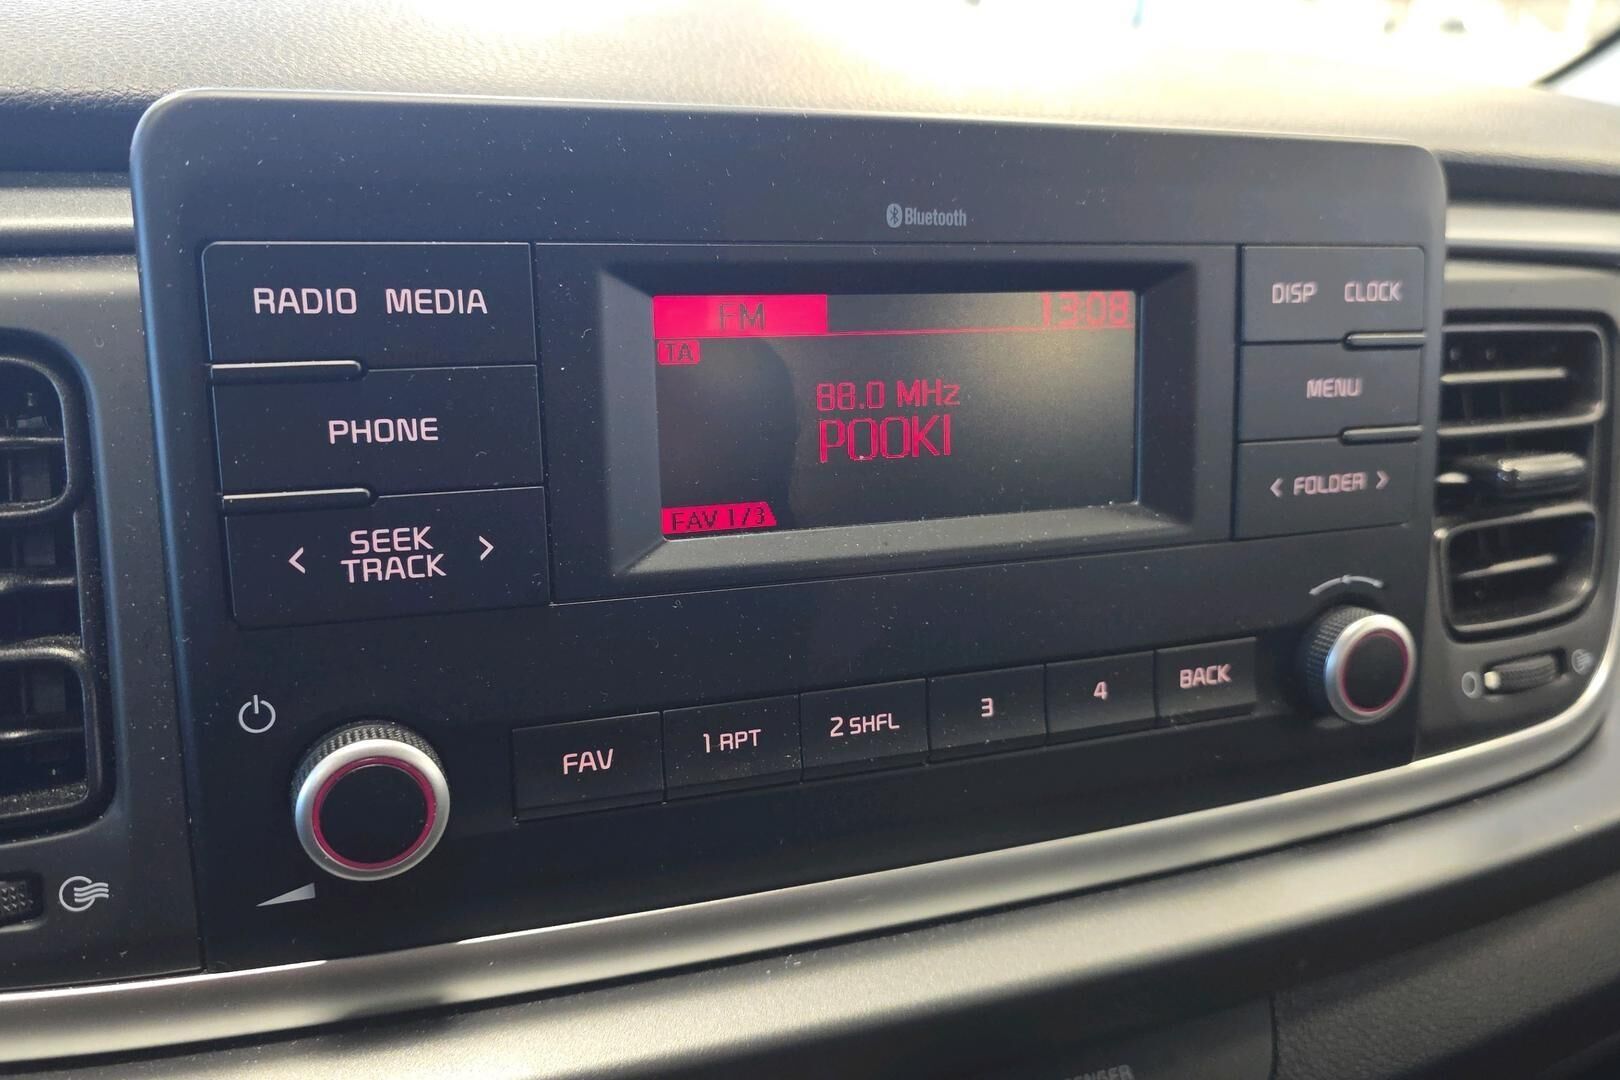 Bluetooth
RADIO MEDIA
FM 13:08
DISP CLOCK
TA
88.0 MHz
POOKI
MENU
PHONE
< FOLDER >
FAV 1/3
< SEEK >
TRACK
FAV
1 RPT
2 SHFL
3
4
BACK